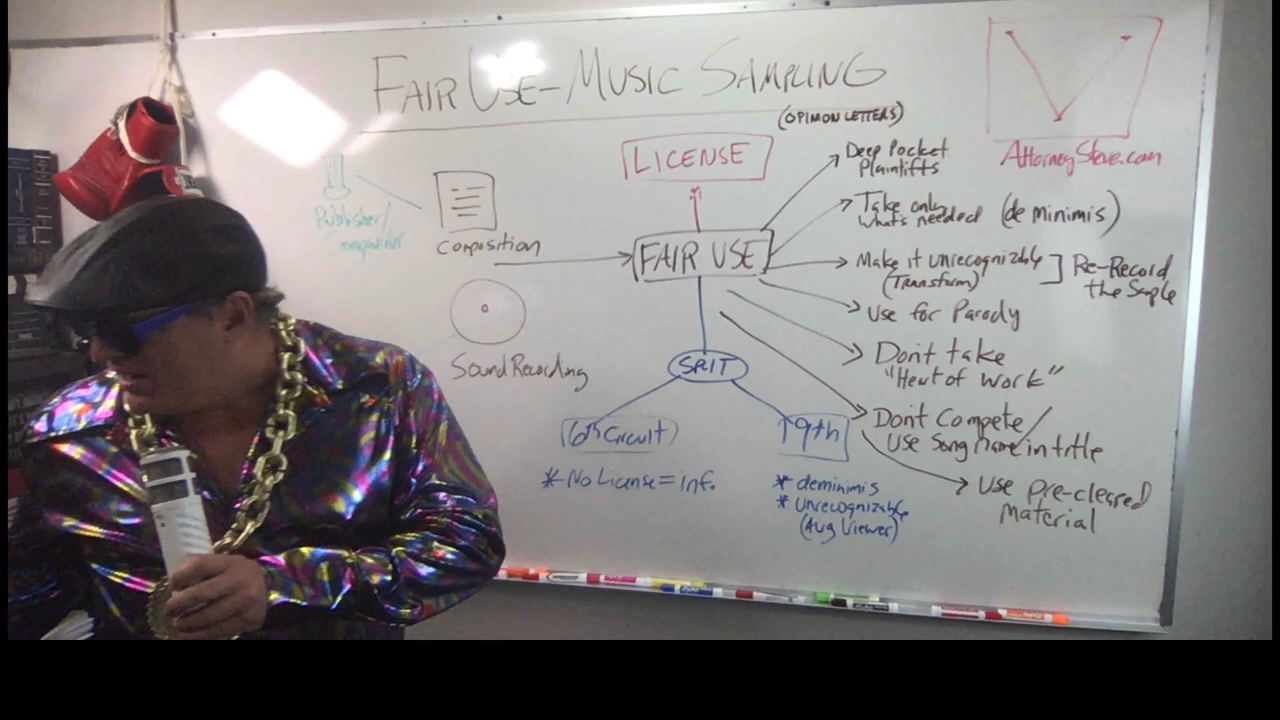 FAIR USE - MUSIC SAMPLING
(OPINION LETTERS)
AttorneySteve.com
LICENSE
Publisher/
Composition
FAIR USE
Deep Pocket
Plaintiffs
Take only
what's needed (de minimis)
Make it unrecognizable
(Transform)
Re-Record
the Sample
Use for Parody
Don't take
"Heart of Work"
Don't Compete/
Use Song name in title
Use pre-cleared
Material
Sound Recording
SPLIT
6th Circuit
* No License = inf.
9th
* deminimis
* unrecognizable
(Avg Viewer)